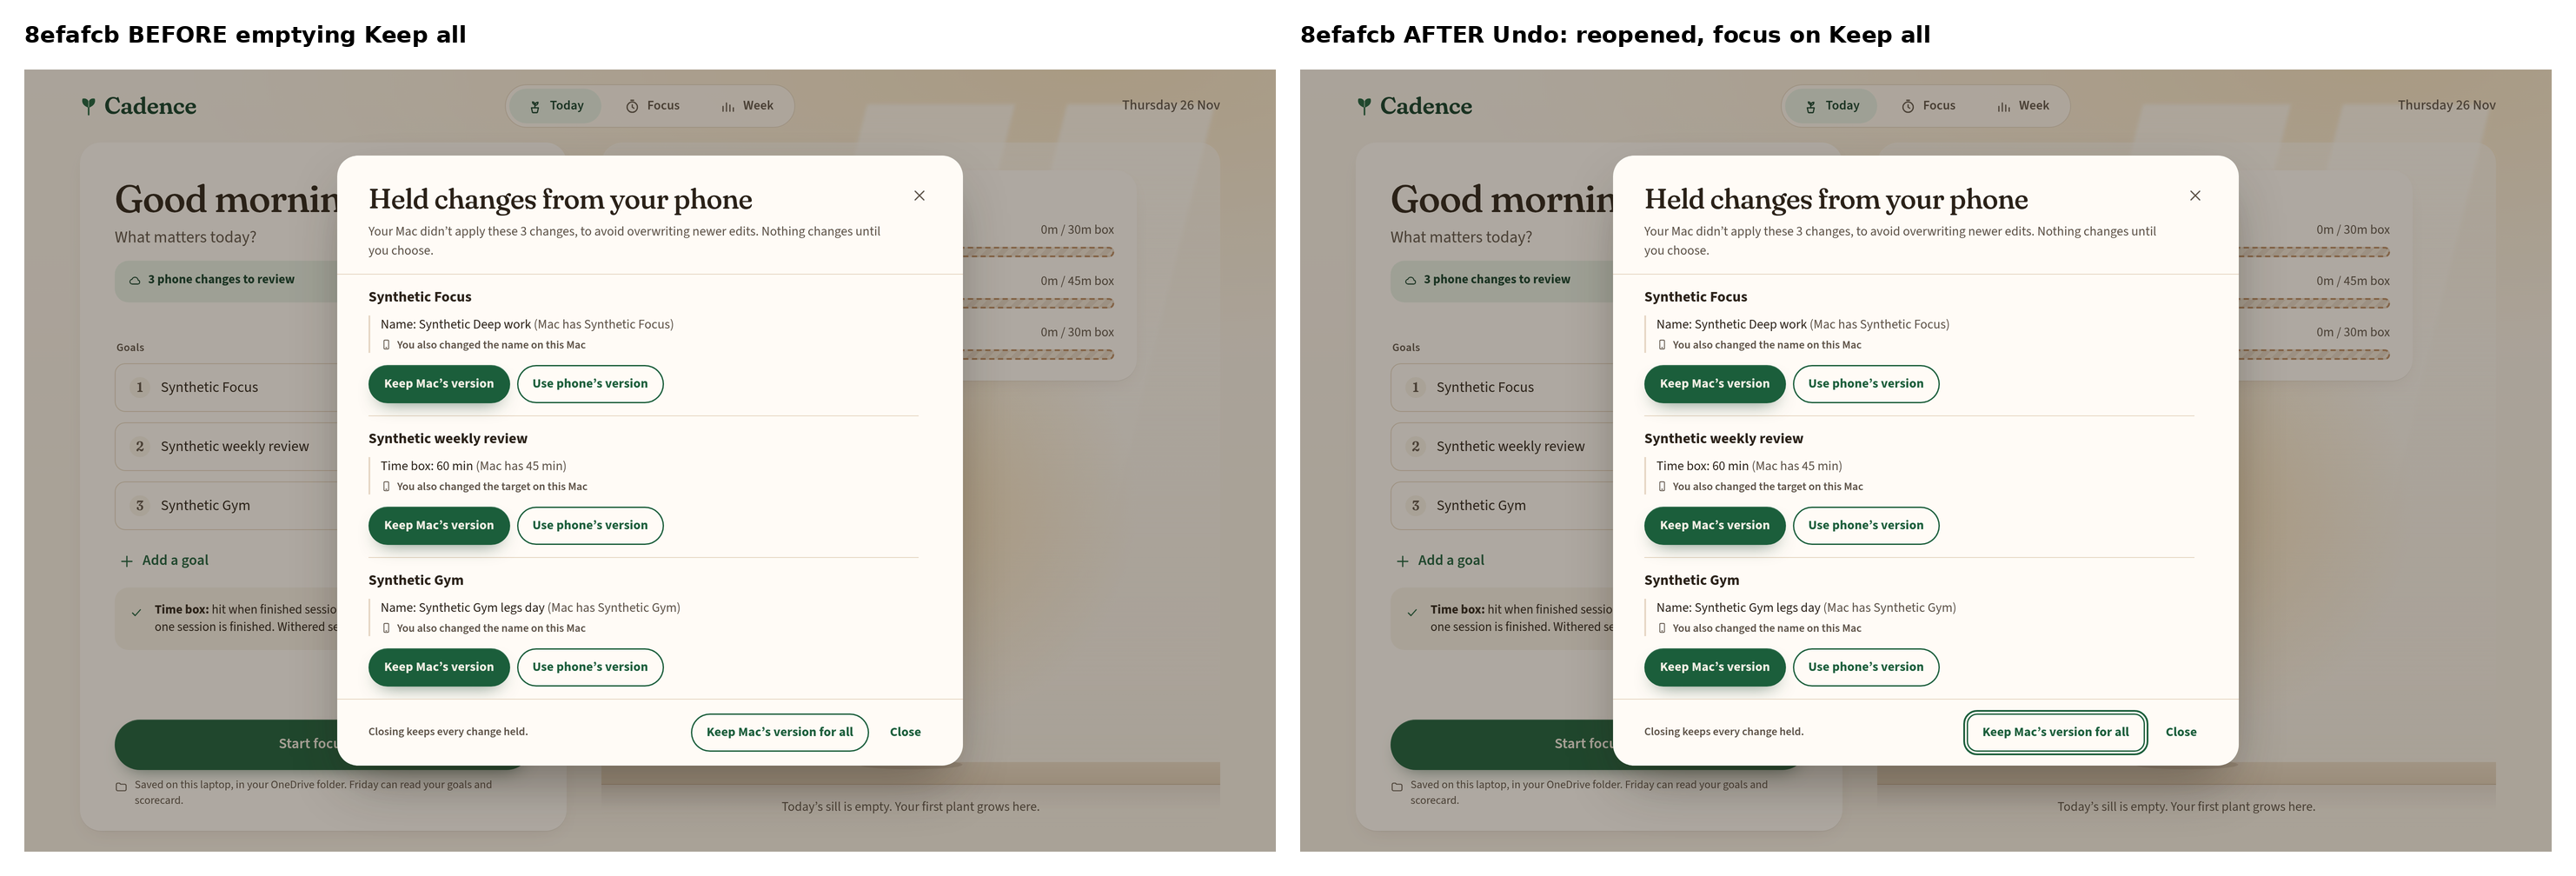 8efafcb BEFORE emptying Keep all
Cadence
Today
Focus
Week
Thursday 26 Nov
Good mornin
What matters today?
3 phone changes to review
Goals
1 Synthetic Focus
2 Synthetic weekly review
3 Synthetic Gym
+ Add a goal
Time box: hit when finished sessio
one session is finished. Withered se
Start focu
Saved on this laptop, in your OneDrive folder. Friday can read your goals and
scorecard.
0m / 30m box
0m / 45m box
0m / 30m box
Today's sill is empty. Your first plant grows here.
Held changes from your phone
Your Mac didn’t apply these 3 changes, to avoid overwriting newer edits. Nothing changes until
you choose.
Synthetic Focus
Name: Synthetic Deep work (Mac has Synthetic Focus)
You also changed the name on this Mac
Keep Mac’s version
Use phone’s version
Synthetic weekly review
Time box: 60 min (Mac has 45 min)
You also changed the target on this Mac
Keep Mac’s version
Use phone’s version
Synthetic Gym
Name: Synthetic Gym legs day (Mac has Synthetic Gym)
You also changed the name on this Mac
Keep Mac’s version
Use phone’s version
Closing keeps every change held.
Keep Mac’s version for all
Close
8efafcb AFTER Undo: reopened, focus on Keep all
Cadence
Today
Focus
Week
Thursday 26 Nov
Good mornin
What matters today?
3 phone changes to review
Goals
1 Synthetic Focus
2 Synthetic weekly review
3 Synthetic Gym
+ Add a goal
Time box: hit when finished sessio
one session is finished. Withered se
Start focu
Saved on this laptop, in your OneDrive folder. Friday can read your goals and
scorecard.
0m / 30m box
0m / 45m box
0m / 30m box
Today's sill is empty. Your first plant grows here.
Held changes from your phone
Your Mac didn’t apply these 3 changes, to avoid overwriting newer edits. Nothing changes until
you choose.
Synthetic Focus
Name: Synthetic Deep work (Mac has Synthetic Focus)
You also changed the name on this Mac
Keep Mac’s version
Use phone’s version
Synthetic weekly review
Time box: 60 min (Mac has 45 min)
You also changed the target on this Mac
Keep Mac’s version
Use phone’s version
Synthetic Gym
Name: Synthetic Gym legs day (Mac has Synthetic Gym)
You also changed the name on this Mac
Keep Mac’s version
Use phone’s version
Closing keeps every change held.
Keep Mac’s version for all
Close